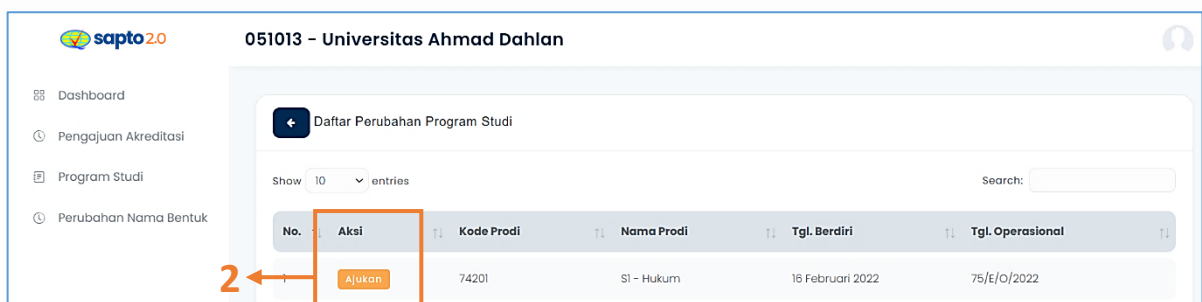 sapto 2.0
051013 - Universitas Ahmad Dahlan
Dashboard
Pengajuan Akreditasi
Program Studi
Perubahan Nama Bentuk
Daftar Perubahan Program Studi
Show 10 entries
Search:
No. Aksi Kode Prodi Nama Prodi Tgl. Berdiri Tgl. Operasional
1 Ajukan 74201 S1 - Hukum 16 Februari 2022 75/E/O/2022
2